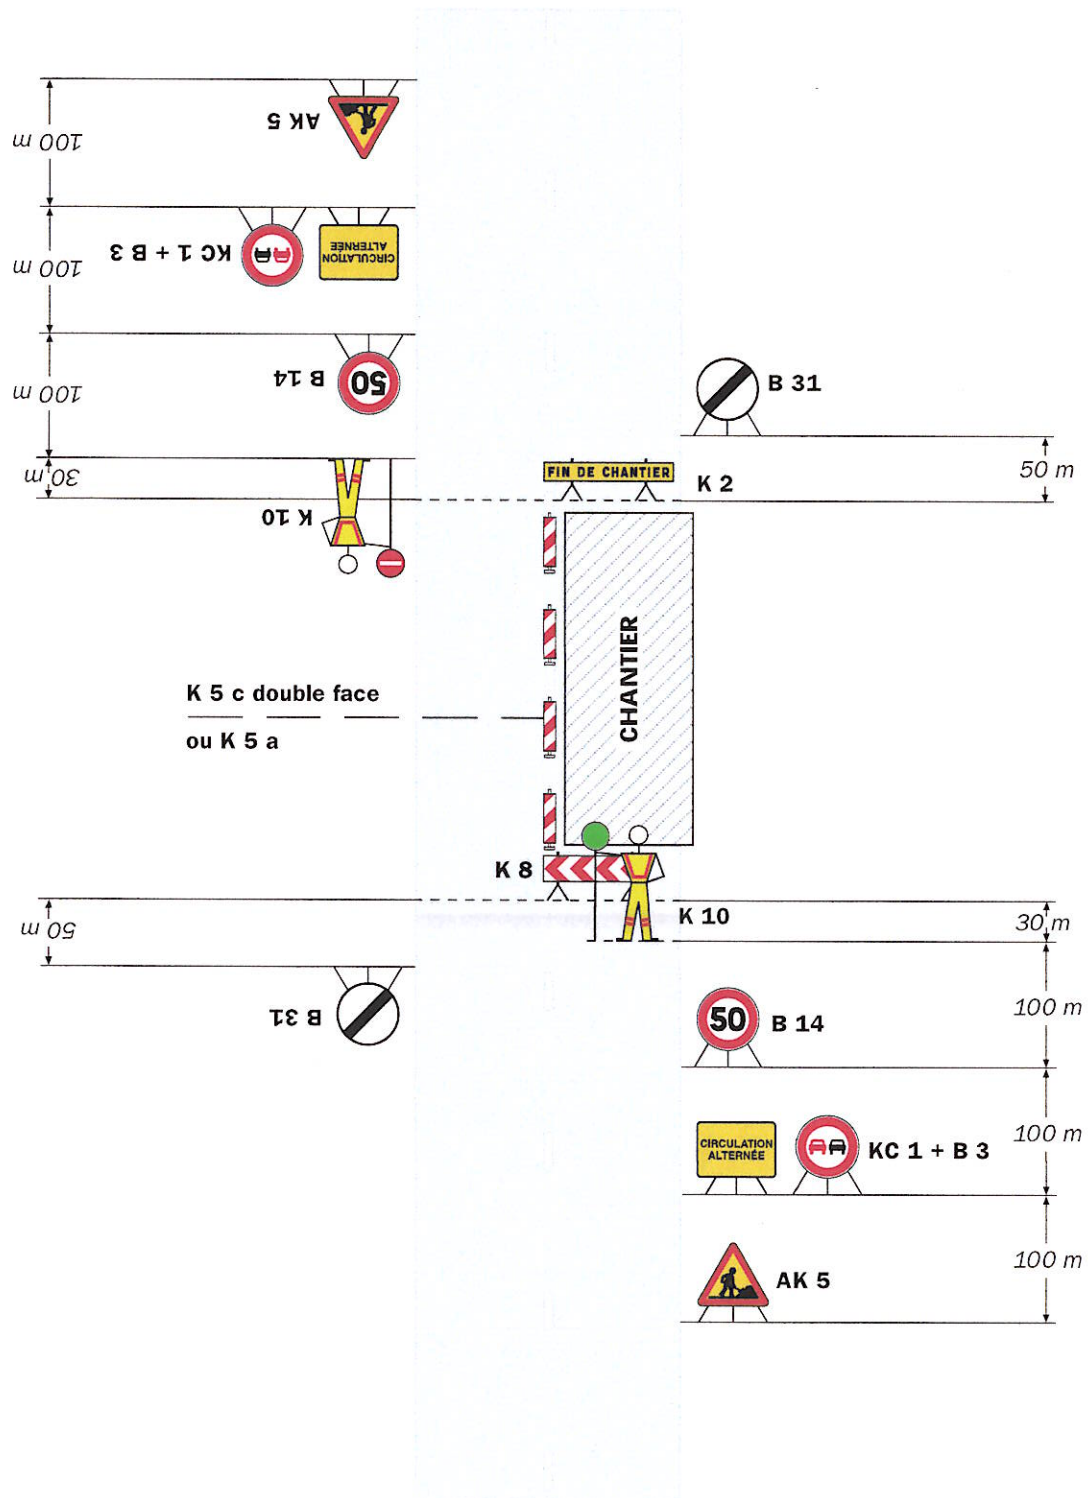 AK 5
100 m
KC 1 + B 3
CIRCULATION
ALTERNÉE
100 m
B 14
50
100 m
B 31
50 m
30 m
K 10
FIN DE CHANTIER
K 2
CHANTIER
K 5 c double face
ou K 5 a
K 8
K 10
30 m
50 m
B 31
50
B 14
100 m
CIRCULATION
ALTERNÉE
KC 1 + B 3
100 m
AK 5
100 m